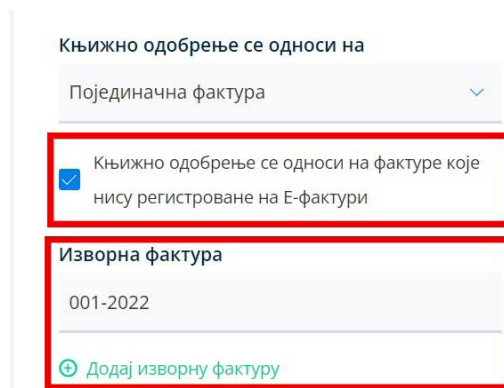 Књижно одобрење се односи на
Појединачна фактура
Књижно одобрење се односи на фактуре које
нису регистроване на Е-фактури
Изворна фактура
001-2022
Додај изворну фактуру